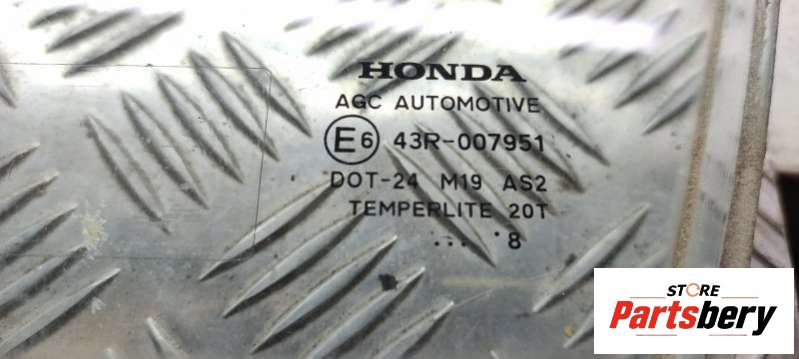 HONDA
AGC AUTOMOTIVE
E6 43R-007951
DOT-24 M19 AS2
TEMPERLITE 20T
.... 8
STORE
Partsbery